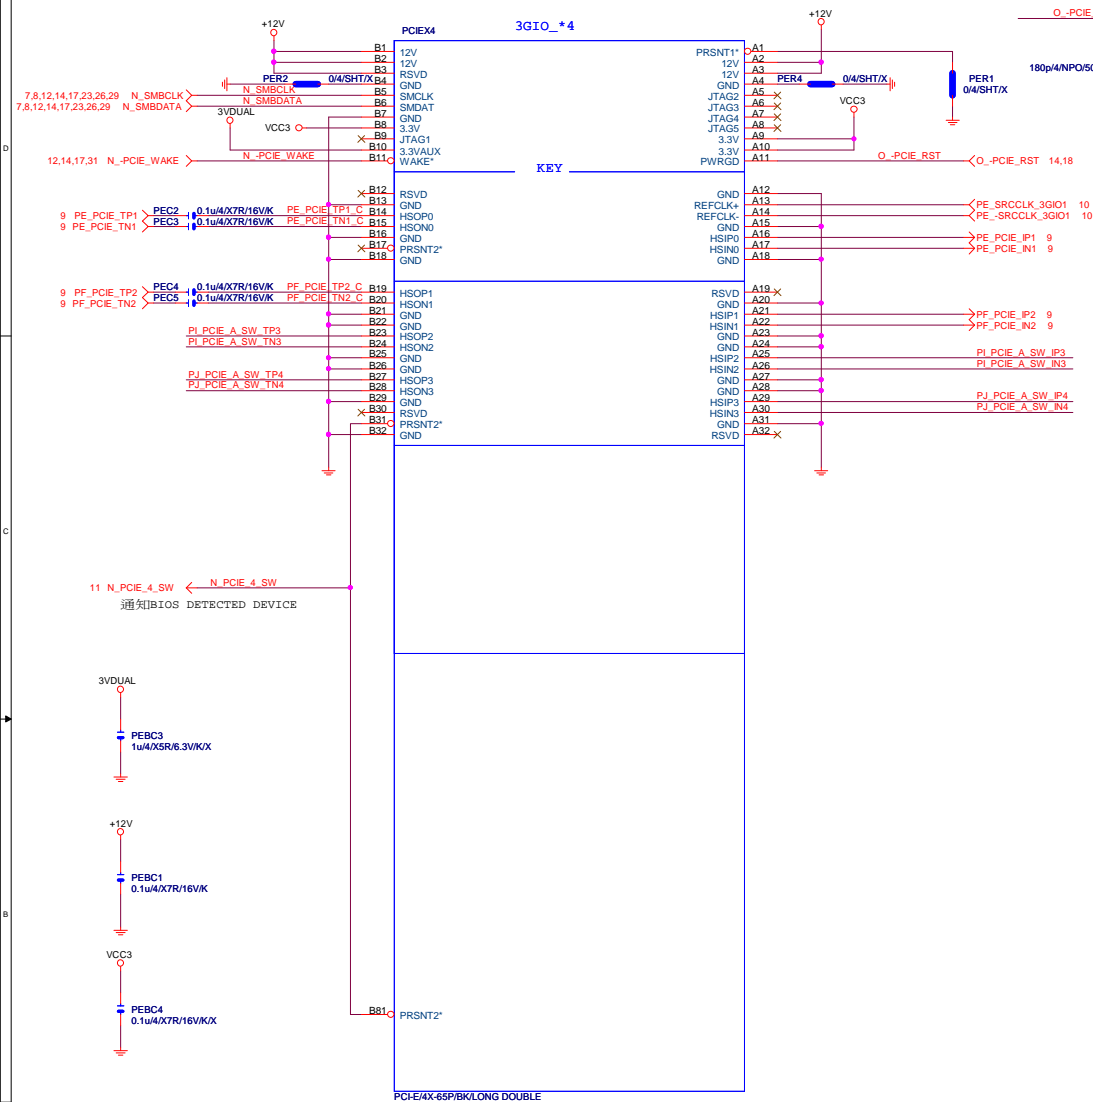 3GIO_*4
PCIEX4
+12V
+12V
O_-PCIE_
B1 12V
B2 12V
B3 RSVD
PER2 0/4/SHT/X B4 GND
7,8,12,14,17,23,26,29 N_SMBCLK N_SMBCLK B5 SMCLK
7,8,12,14,17,23,26,29 N_SMBDATA N_SMBDATA B6 SMDAT
B7 GND
3VDUAL
VCC3 B8 3.3V
B9 JTAG1
B10 3.3VAUX
12,14,17,31 N_-PCIE_WAKE N_-PCIE_WAKE B11 WAKE*
PRSNT1* A1
12V A2
12V A3
GND A4 PER4 0/4/SHT/X
JTAG2 A5
JTAG3 A6
JTAG4 A7
JTAG5 A8
VCC3
3.3V A9
3.3V A10
PWRGD A11 O_-PCIE_RST O_-PCIE_RST 14,18
180p/4/NPO/50
PER1
0/4/SHT/X
KEY
B12 RSVD
B13 GND
9 PE_PCIE_TP1 PEC2 0.1u/4/X7R/16V/K PE_PCIE_TP1_C B14 HSOP0
9 PE_PCIE_TN1 PEC3 0.1u/4/X7R/16V/K PE_PCIE_TN1_C B15 HSON0
B16 GND
B17 PRSNT2*
B18 GND
GND A12
REFCLK+ A13 PE_SRCCLK_3GIO1 10
REFCLK- A14 PE_-SRCCLK_3GIO1 10
GND A15
HSIP0 A16 PE_PCIE_IP1 9
HSIN0 A17 PE_PCIE_IN1 9
GND A18
9 PF_PCIE_TP2 PEC4 0.1u/4/X7R/16V/K PF_PCIE_TP2_C B19 HSOP1
9 PF_PCIE_TN2 PEC5 0.1u/4/X7R/16V/K PF_PCIE_TN2_C B20 HSON1
B21 GND
B22 GND
PI_PCIE_A_SW_TP3 B23 HSOP2
PI_PCIE_A_SW_TN3 B24 HSON2
B25 GND
B26 GND
PJ_PCIE_A_SW_TP4 B27 HSOP3
PJ_PCIE_A_SW_TN4 B28 HSON3
B29 GND
B30 RSVD
B31 PRSNT2*
B32 GND
RSVD A19
GND A20
HSIP1 A21 PF_PCIE_IP2 9
HSIN1 A22 PF_PCIE_IN2 9
GND A23
GND A24
HSIP2 A25 PI_PCIE_A_SW_IP3
HSIN2 A26 PI_PCIE_A_SW_IN3
GND A27
GND A28
HSIP3 A29 PJ_PCIE_A_SW_IP4
HSIN3 A30 PJ_PCIE_A_SW_IN4
GND A31
RSVD A32
11 N_PCIE_4_SW N_PCIE_4_SW
通知BIOS DETECTED DEVICE
3VDUAL
PEBC3
1u/4/X5R/6.3V/K/X
+12V
PEBC1
0.1u/4/X7R/16V/K
VCC3
PEBC4
0.1u/4/X7R/16V/K/X
B81 PRSNT2*
PCI-E/4X-65P/BK/LONG DOUBLE
D
C
B